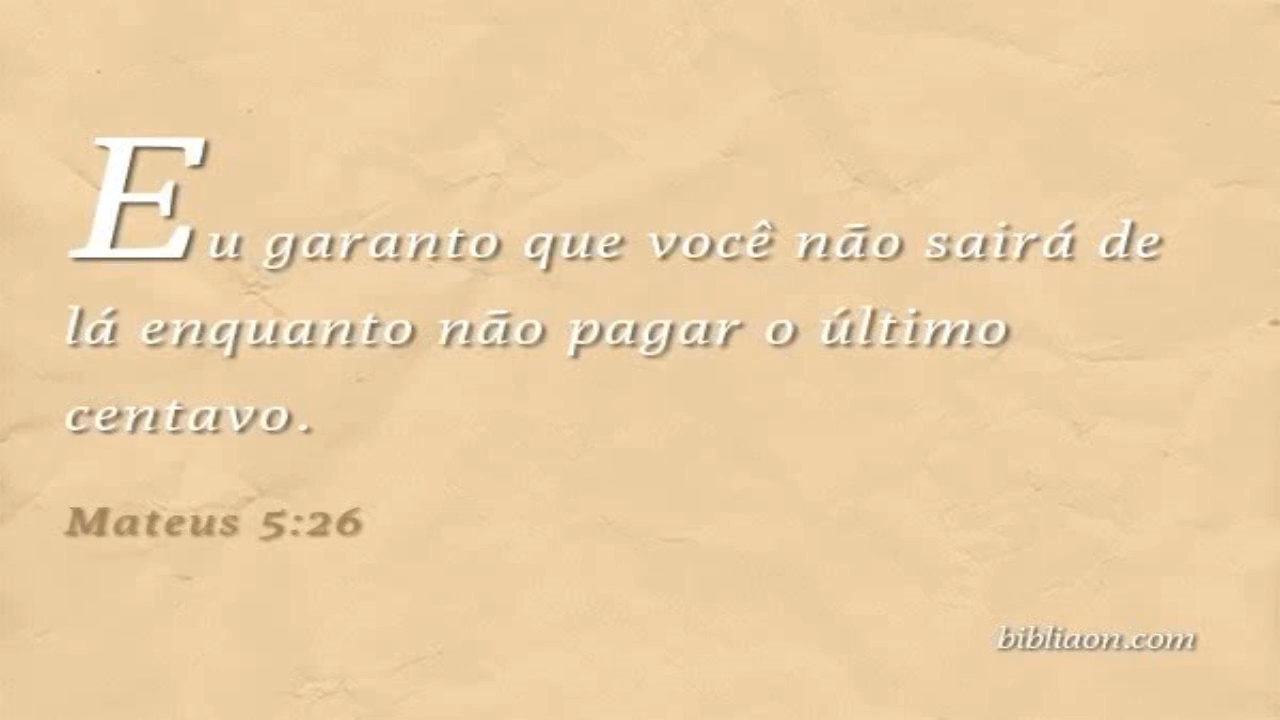 Eu garanto que você não sairá de
lá enquanto não pagar o último
centavo.
Mateus 5:26
bibliaon.com